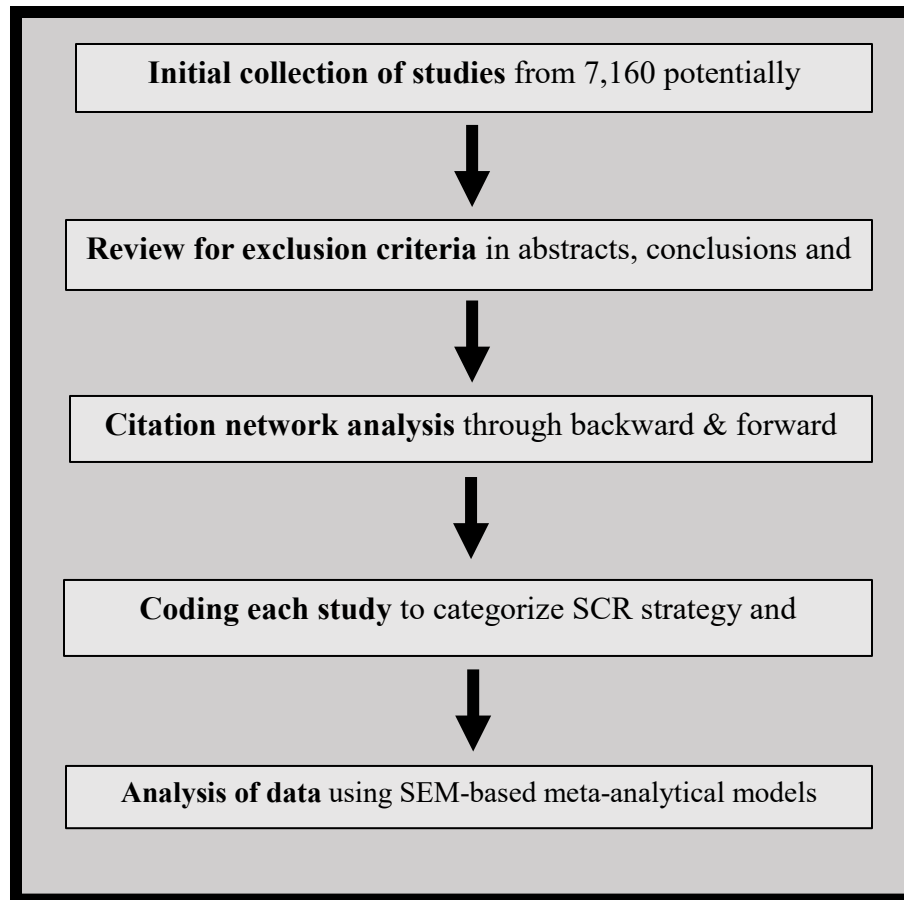 Initial collection of studies from 7,160 potentially
Review for exclusion criteria in abstracts, conclusions and
Citation network analysis through backward & forward
Coding each study to categorize SCR strategy and
Analysis of data using SEM-based meta-analytical models